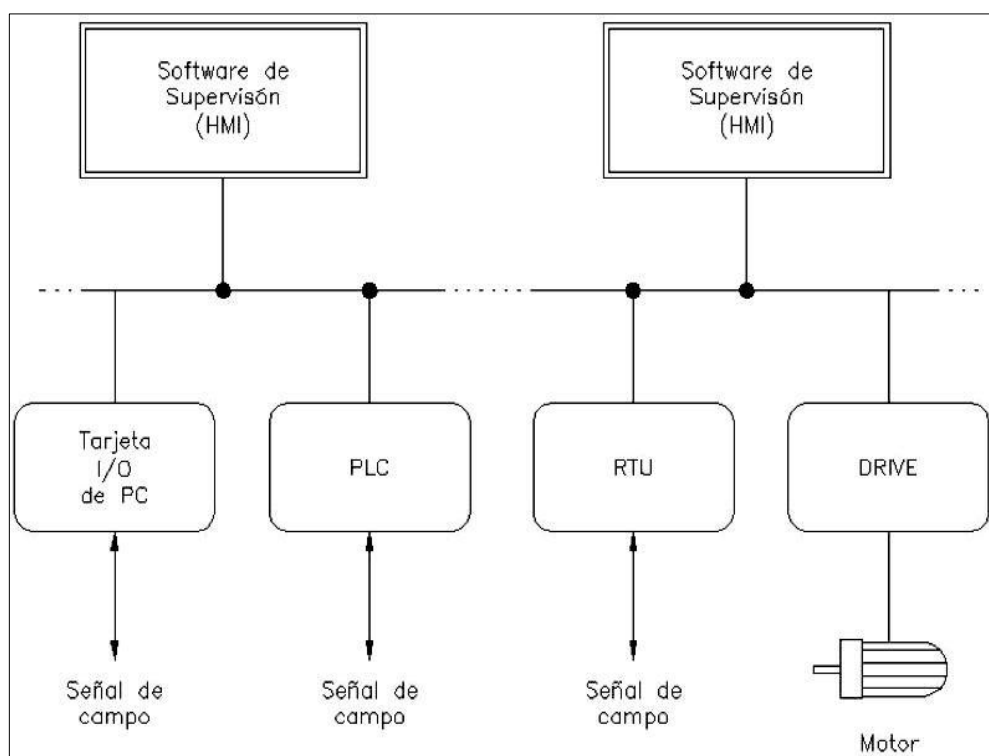 Software de
Supervisón
(HMI)
Software de
Supervisón
(HMI)
Tarjeta
I/O
de PC
PLC
RTU
DRIVE
Señal de
campo
Señal de
campo
Señal de
campo
Motor